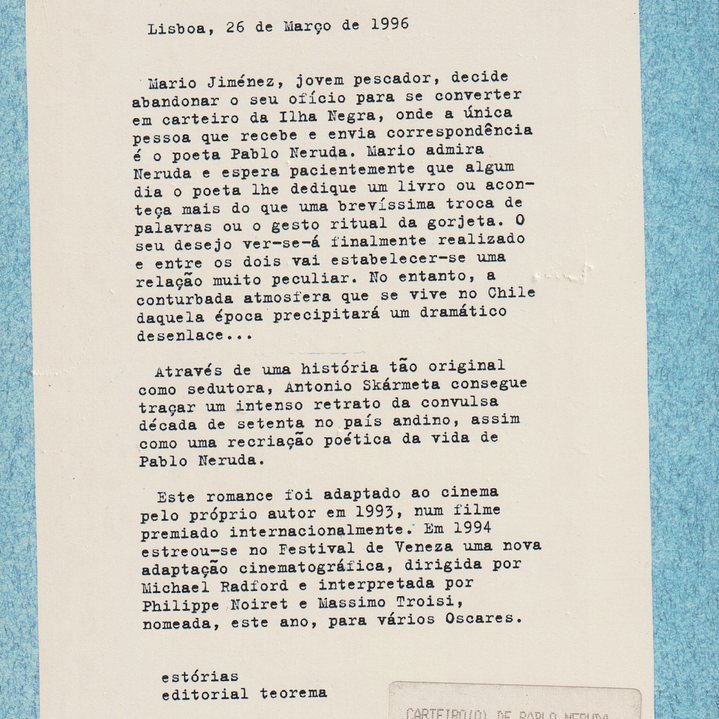 Lisboa, 26 de Março de 1996
Mario Jiménez, jovem pescador, decide
abandonar o seu ofício para se converter
em carteiro da Ilha Negra, onde a única
pessoa que recebe e envia correspondência
é o poeta Pablo Neruda. Mario admira
Neruda e espera pacientemente que algum
dia o poeta lhe dedique um livro ou acon-
teça mais do que uma brevíssima troca de
palavras ou o gesto ritual da gorjeta. O
seu desejo ver-se-á finalmente realizado
e entre os dois vai estabelecer-se uma
relação muito peculiar. No entanto, a
conturbada atmosfera que se vive no Chile
daquela época precipitará um dramático
desenlace...
Através de uma história tão original
como sedutora, Antonio Skármeta consegue
traçar um intenso retrato da convulsa
década de setenta no país andino, assim
como uma recriação poética da vida de
Pablo Neruda.
Este romance foi adaptado ao cinema
pelo próprio autor em 1993, num filme
premiado internacionalmente. Em 1994
estreou-se no Festival de Veneza uma nova
adaptação cinematográfica, dirigida por
Michael Radford e interpretada por
Philippe Noiret e Massimo Troisi,
nomeada, este ano, para vários Oscares.
estórias
editorial teorema
CARTEIRO(O) DE PABLO NERUDA